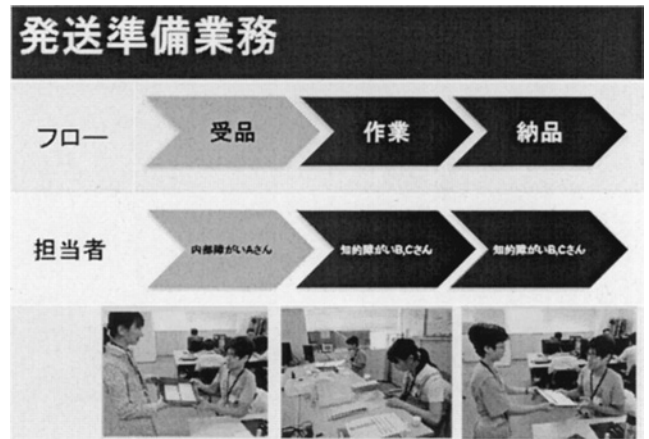 発送準備業務
フロー
受品
作業
納品
担当者
内部障がいAさん
知的障がいB,Cさん
知的障がいB,Cさん